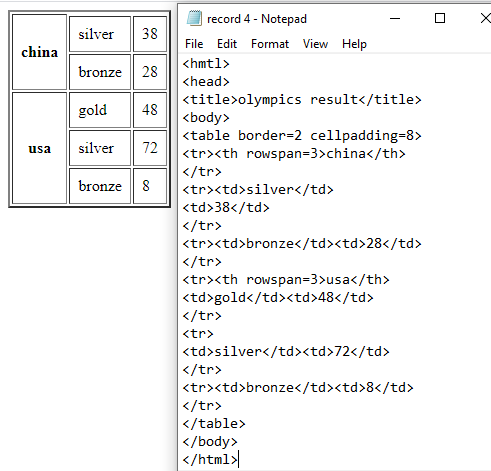 china silver 38
bronze 28
usa gold 48
silver 72
bronze 8
record 4 - Notepad
File Edit Format View Help
<hmtl>
<head>
<title>olympics result</title>
<body>
<table border=2 cellpadding=8>
<tr><th rowspan=3>china</th>
</tr>
<tr><td>silver</td>
<td>38</td>
</tr>
<tr><td>bronze</td><td>28</td>
</tr>
<tr><th rowspan=3>usa</th>
<td>gold</td><td>48</td>
</tr>
<tr>
<td>silver</td><td>72</td>
</tr>
<tr><td>bronze</td><td>8</td>
</tr>
</table>
</body>
</html>